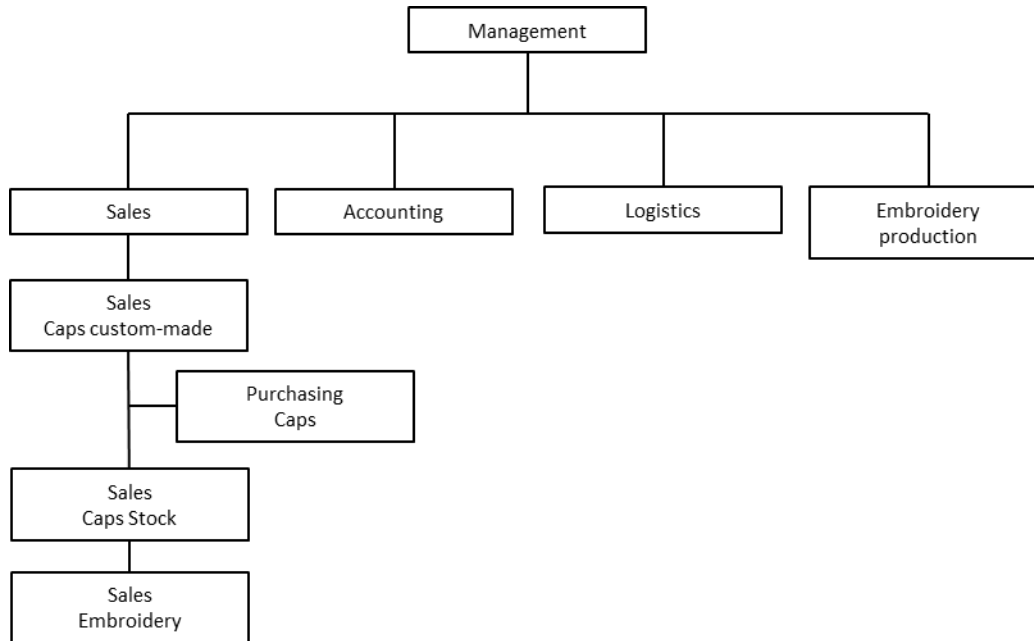 Management
Sales
Accounting
Logistics
Embroidery
production
Sales
Caps custom-made
Purchasing
Caps
Sales
Caps Stock
Sales
Embroidery